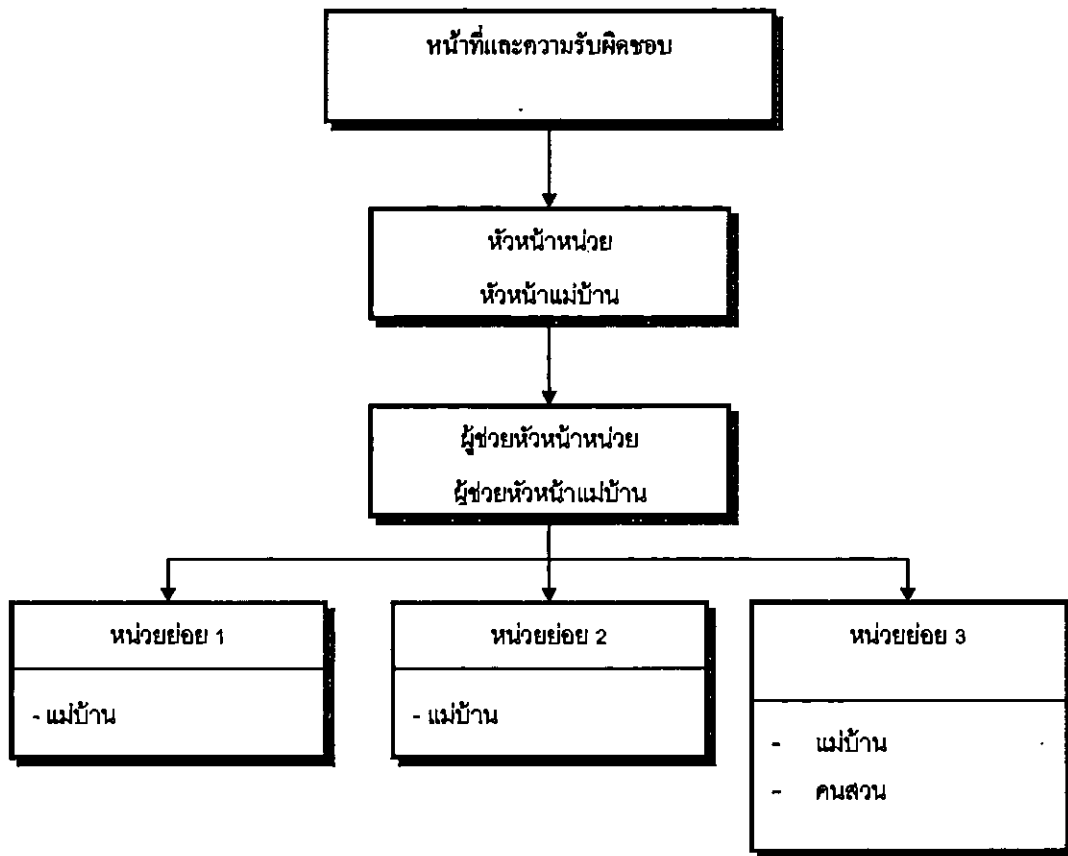 หน้าที่และความรับผิดชอบ
หัวหน้าหน่วย
หัวหน้าแม่บ้าน
ผู้ช่วยหัวหน้าหน่วย
ผู้ช่วยหัวหน้าแม่บ้าน
หน่วยย่อย 1
- แม่บ้าน
หน่วยย่อย 2
- แม่บ้าน
หน่วยย่อย 3
- แม่บ้าน
- คนสวน